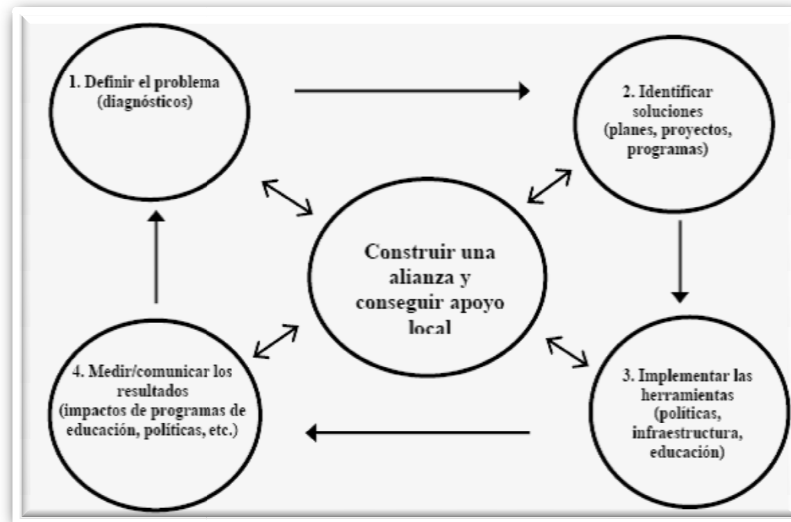 1. Definir el problema
(diagnósticos)
2. Identificar
soluciones
(planes, proyectos,
programas)
Construir una
alianza y
conseguir apoyo
local
4. Medir/comunicar los
resultados
(impactos de programas de
educación, políticas, etc.)
3. Implementar las
herramientas
(políticas,
infraestructura,
educación)